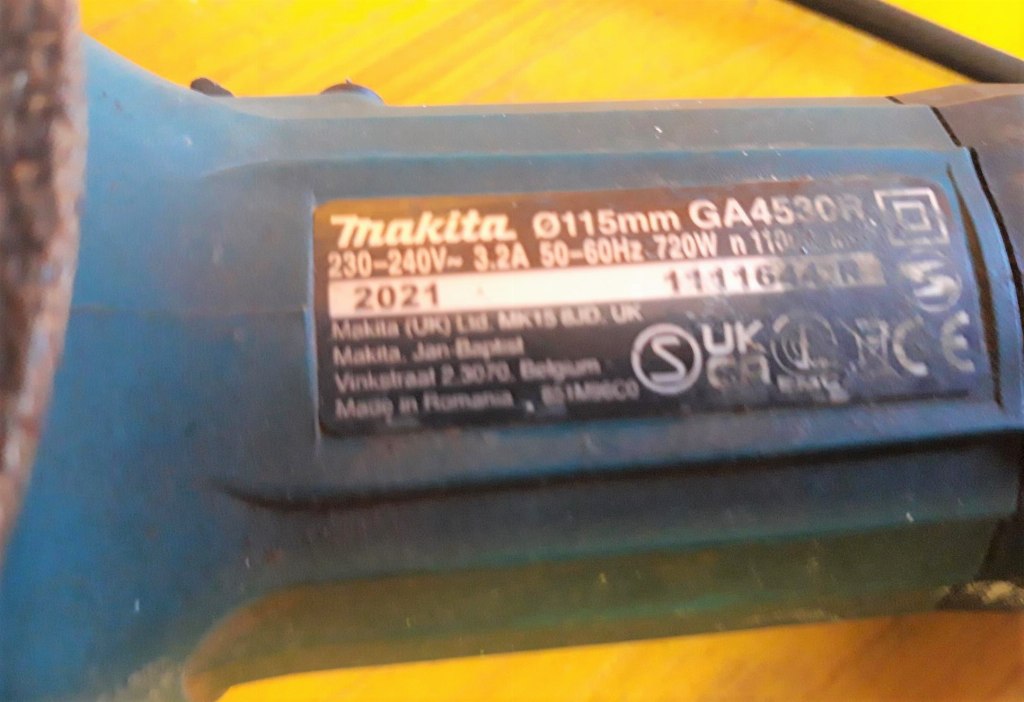 makita Ø115mm GA4530R
230-240V~ 3.2A 50-60Hz 720W n
2021
Makita (UK) Ltd. MK15 8JD. UK
Makita, Jan-Baptist
Vinkstraat 2,3070, Belgium
Made in Romania
S UK CA CE
EAC